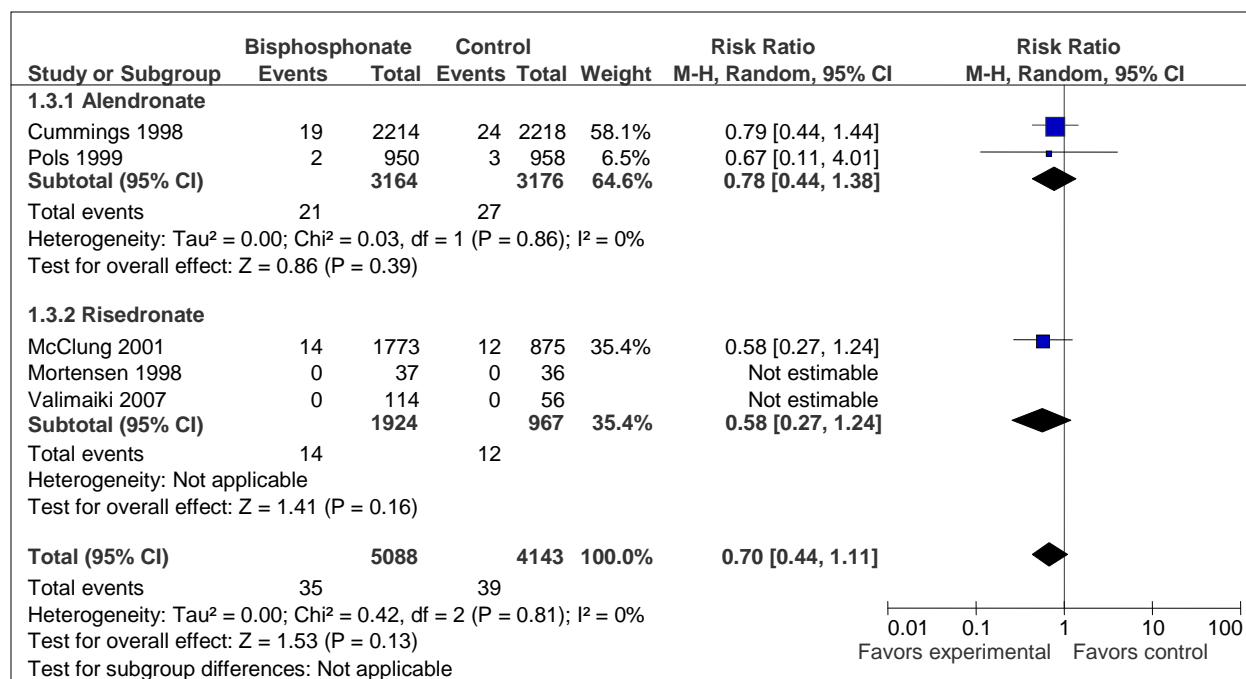 Bisphosphonate Control Risk Ratio Risk Ratio
Study or Subgroup Events Total Events Total Weight M-H, Random, 95% CI M-H, Random, 95% CI
1.3.1 Alendronate
Cummings 1998 19 2214 24 2218 58.1% 0.79 [0.44, 1.44]
Pols 1999 2 950 3 958 6.5% 0.67 [0.11, 4.01]
Subtotal (95% CI) 3164 3176 64.6% 0.78 [0.44, 1.38]
Total events 21 27
Heterogeneity: Tau² = 0.00; Chi² = 0.03, df = 1 (P = 0.86); I² = 0%
Test for overall effect: Z = 0.86 (P = 0.39)
1.3.2 Risedronate
McClung 2001 14 1773 12 875 35.4% 0.58 [0.27, 1.24]
Mortensen 1998 0 37 0 36 Not estimable
Valimaiki 2007 0 114 0 56 Not estimable
Subtotal (95% CI) 1924 967 35.4% 0.58 [0.27, 1.24]
Total events 14 12
Heterogeneity: Not applicable
Test for overall effect: Z = 1.41 (P = 0.16)
Total (95% CI) 5088 4143 100.0% 0.70 [0.44, 1.11]
Total events 35 39
Heterogeneity: Tau² = 0.00; Chi² = 0.42, df = 2 (P = 0.81); I² = 0%
Test for overall effect: Z = 1.53 (P = 0.13)
Test for subgroup differences: Not applicable
0.01 0.1 1 10 100
Favors experimental Favors control